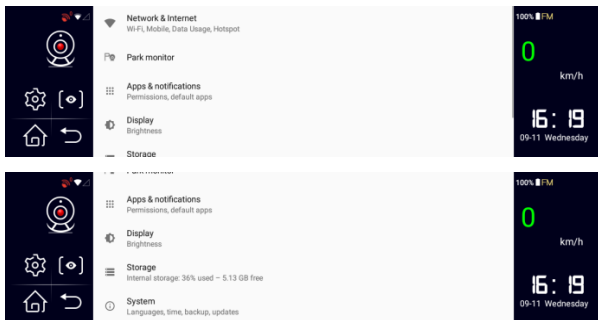 100% FM
Network & Internet
Wi-Fi, Mobile, Data Usage, Hotspot
Park monitor
Apps & notifications
Permissions, default apps
Display
Brightness
Storage
0
km/h
16: 19
09-11 Wednesday
100% FM
Park monitor
Apps & notifications
Permissions, default apps
Display
Brightness
Storage
Internal storage: 36% used – 5.13 GB free
System
Languages, time, backup, updates
0
km/h
16: 19
09-11 Wednesday